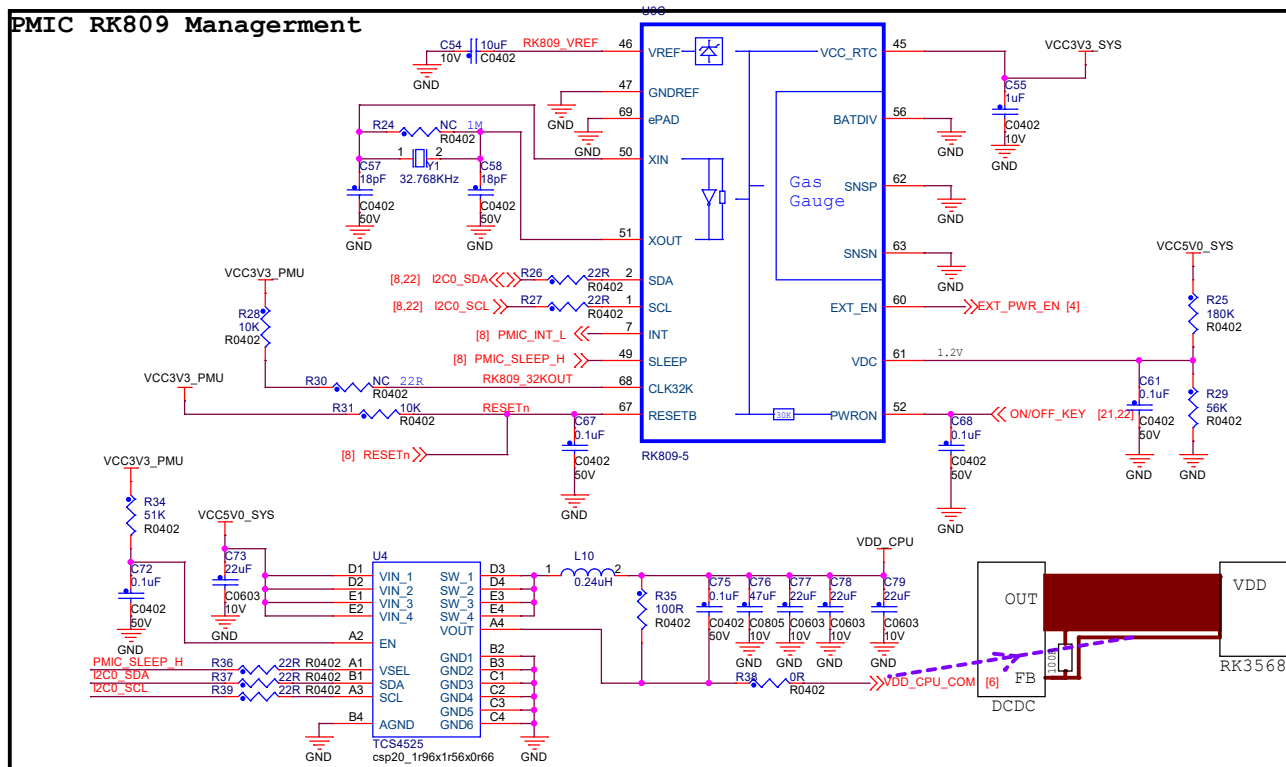 PMIC RK809 Managerment
C54
10uF
RK809_VREF
10V
C0402
GND
46
VREF
VCC_RTC
45
VCC3V3_SYS
47
GNDREF
GND
69
ePAD
GND
C55
1uF
C0402
10V
GND
BATDIV
56
GND
R24
NC
1M
R0402
50
XIN
1
2
Y1
32.768KHz
C57
18pF
C0402
50V
GND
C58
18pF
C0402
50V
GND
51
XOUT
Gas
Gauge
SNSP
62
GND
SNSN
63
GND
VCC5V0_SYS
[8,22]
I2C0_SDA
R26
22R
R0402
2
SDA
[8,22]
I2C0_SCL
R27
22R
R0402
1
SCL
EXT_EN
60
EXT_PWR_EN
[4]
R25
180K
R0402
VCC3V3_PMU
R28
10K
R0402
[8]
PMIC_INT_L
7
INT
[8]
PMIC_SLEEP_H
49
SLEEP
VDC
61
1.2V
VCC3V3_PMU
R30
NC
22R
R0402
RK809_32KOUT
68
CLK32K
C61
0.1uF
C0402
50V
GND
R29
56K
R0402
GND
R31
10K
R0402
RESETn
67
RESETB
30K
PWRON
52
ON/OFF_KEY
[21,22]
C67
0.1uF
C0402
50V
GND
C68
0.1uF
C0402
50V
GND
[8]
RESETn
RK809-5
VCC3V3_PMU
R34
51K
R0402
VCC5V0_SYS
C72
0.1uF
C0402
50V
GND
C73
22uF
C0603
10V
GND
U4
D1
VIN_1
SW_1
D3
D2
VIN_2
SW_2
D4
E1
VIN_3
SW_3
E3
E2
VIN_4
SW_4
E4
VOUT
A4
A2
EN
GND1
B2
GND2
B3
GND3
C1
GND4
C2
GND5
C3
GND6
C4
GND
PMIC_SLEEP_H
R36
22R
R0402
A1
VSEL
I2C0_SDA
R37
22R
R0402
B1
SDA
I2C0_SCL
R39
22R
R0402
A3
SCL
B4
AGND
GND
TCS4525
csp20_1r96x1r56x0r66
1
L10
2
0.24uH
VDD_CPU
R35
100R
R0402
C75
0.1uF
C0402
50V
GND
C76
47uF
C0805
10V
GND
C77
22uF
C0603
10V
GND
C78
22uF
C0603
10V
GND
C79
22uF
C0603
10V
GND
R38
0R
R0402
VDD_CPU_COM
[6]
OUT
FB
DCDC
VDD
RK3568